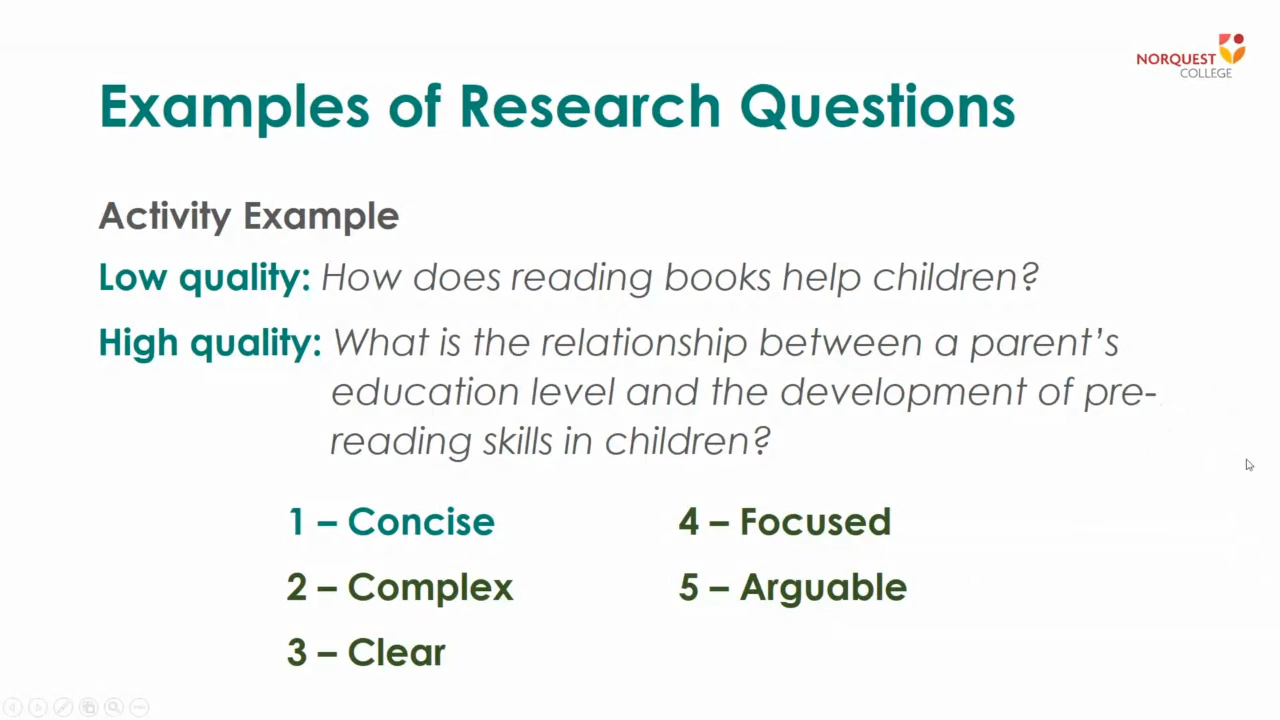 NORQUEST
COLLEGE
Examples of Research Questions
Activity Example
Low quality: How does reading books help children?
High quality: What is the relationship between a parent’s
education level and the development of pre-
reading skills in children?
1 – Concise
2 – Complex
3 – Clear
4 – Focused
5 – Arguable